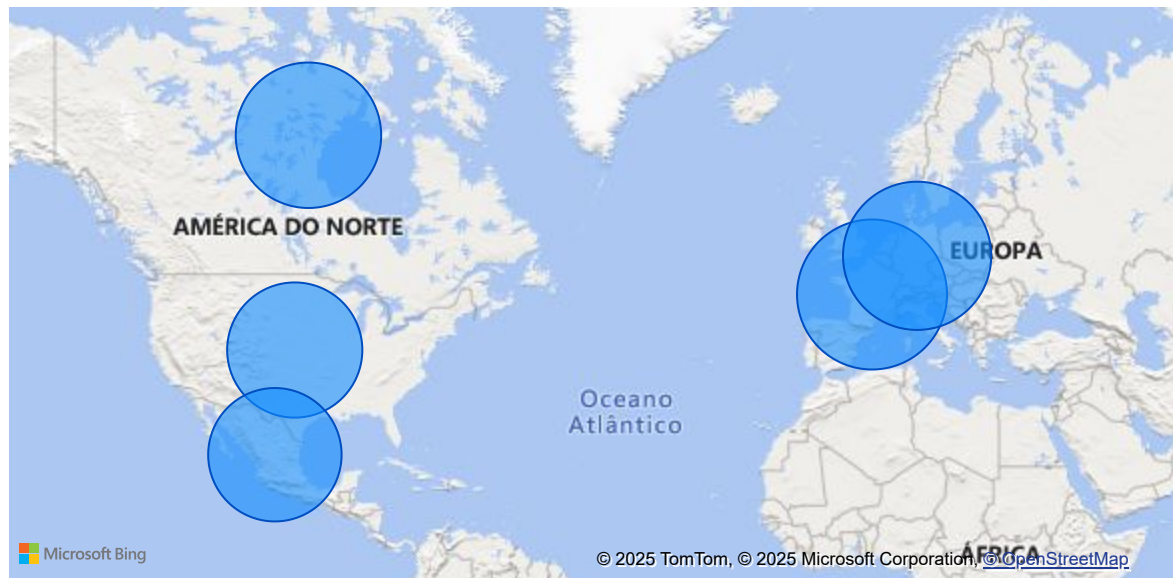 AMÉRICA DO NORTE
EUROPA
Oceano
Atlântico
ÁFRICA
Microsoft Bing
© 2025 TomTom, © 2025 Microsoft Corporation, © OpenStreetMap